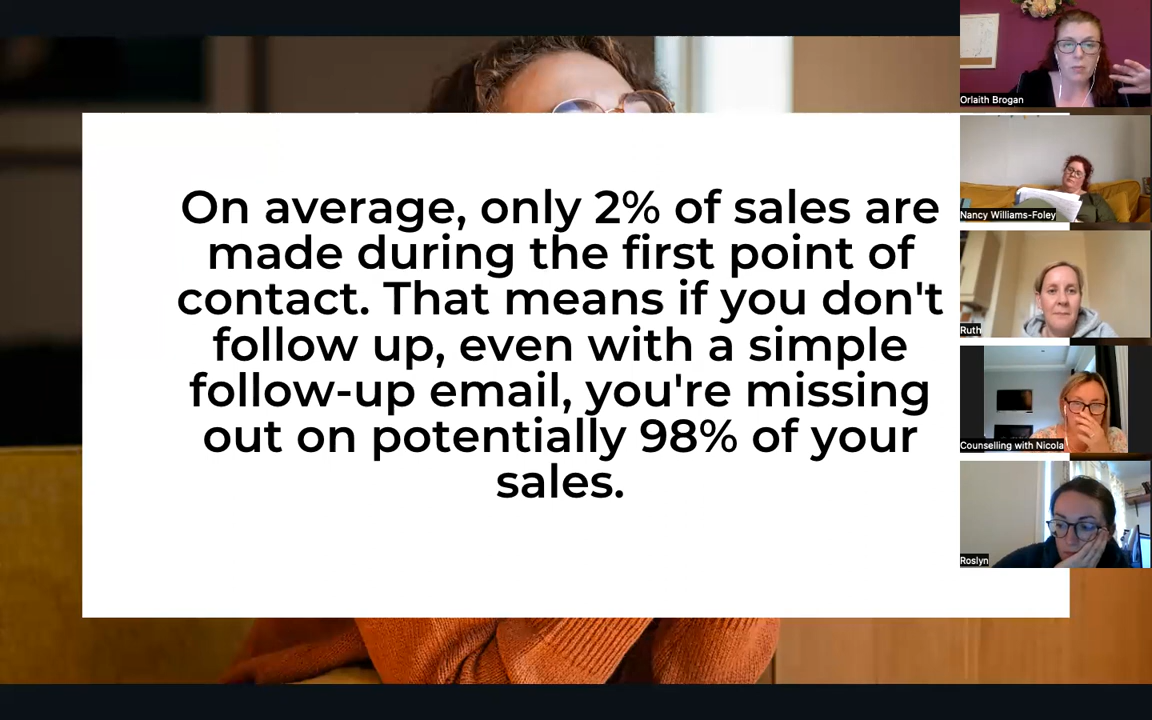 On average, only 2% of sales are
made during the first point of
contact. That means if you don't
follow up, even with a simple
follow-up email, you're missing
out on potentially 98% of your
sales.
Orlaith Brogan
Nancy Williams-Foley
Ruth
Counselling with Nicola
Roslyn